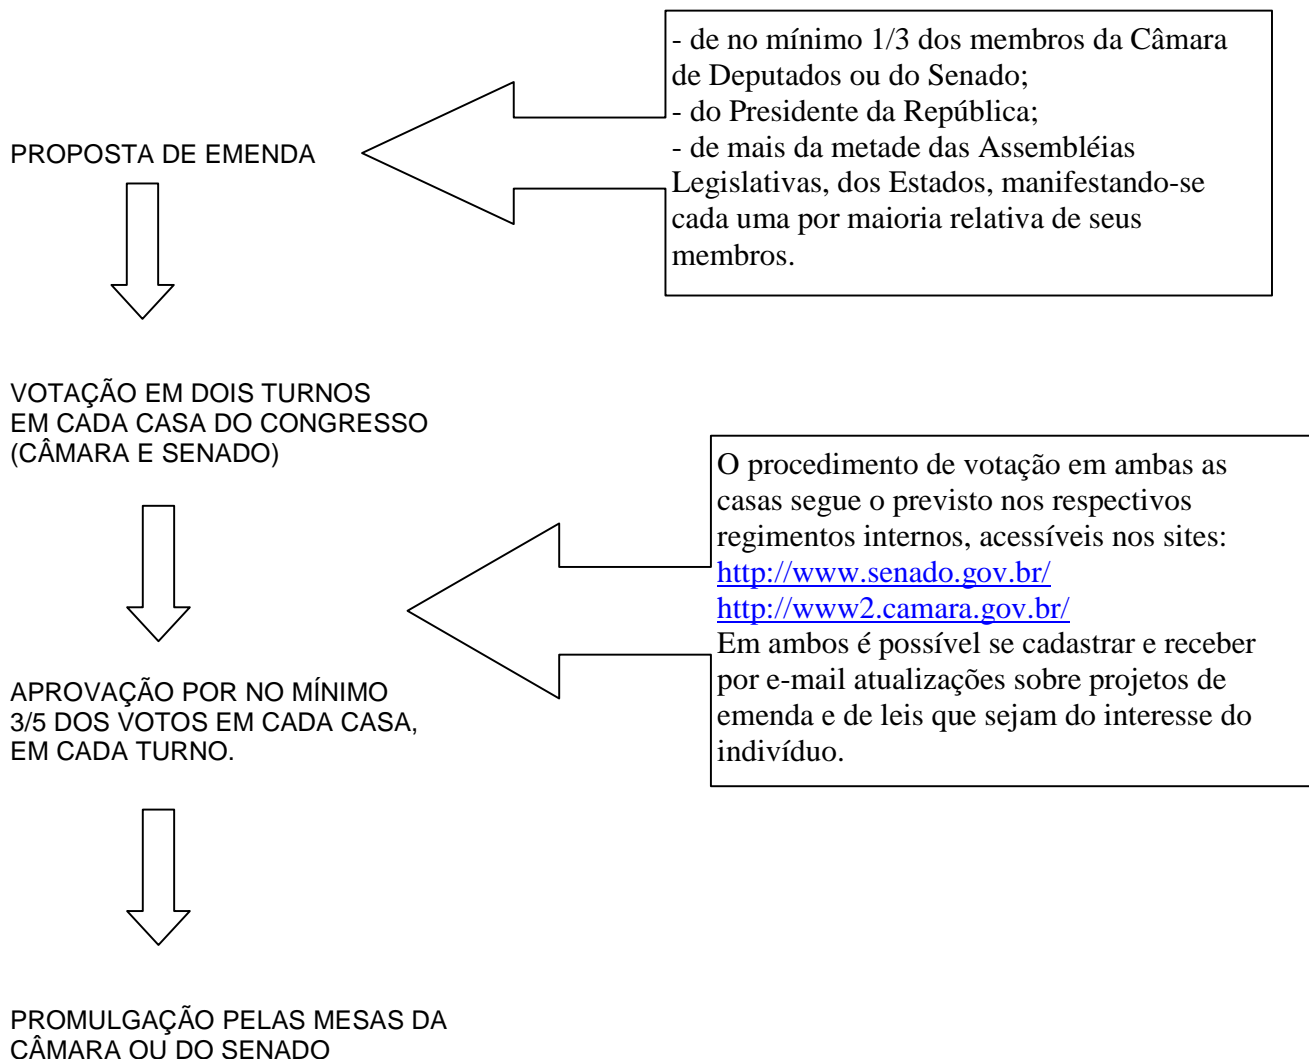 - de no mínimo 1/3 dos membros da Câmara
de Deputados ou do Senado;
- do Presidente da República;
- de mais da metade das Assembléias
Legislativas, dos Estados, manifestando-se
cada uma por maioria relativa de seus
membros.
PROPOSTA DE EMENDA
VOTAÇÃO EM DOIS TURNOS
EM CADA CASA DO CONGRESSO
(CÂMARA E SENADO)
O procedimento de votação em ambas as
casas segue o previsto nos respectivos
regimentos internos, acessíveis nos sites:
http://www.senado.gov.br/
http://www2.camara.gov.br/
Em ambos é possível se cadastrar e receber
por e-mail atualizações sobre projetos de
emenda e de leis que sejam do interesse do
indivíduo.
APROVAÇÃO POR NO MÍNIMO
3/5 DOS VOTOS EM CADA CASA,
EM CADA TURNO.
PROMULGAÇÃO PELAS MESAS DA
CÂMARA OU DO SENADO